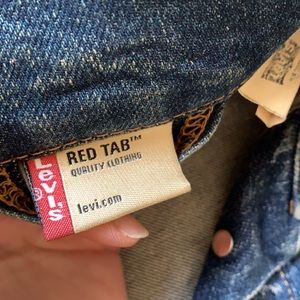 Levi's
®
RED TAB™
QUALITY CLOTHING
levi.com